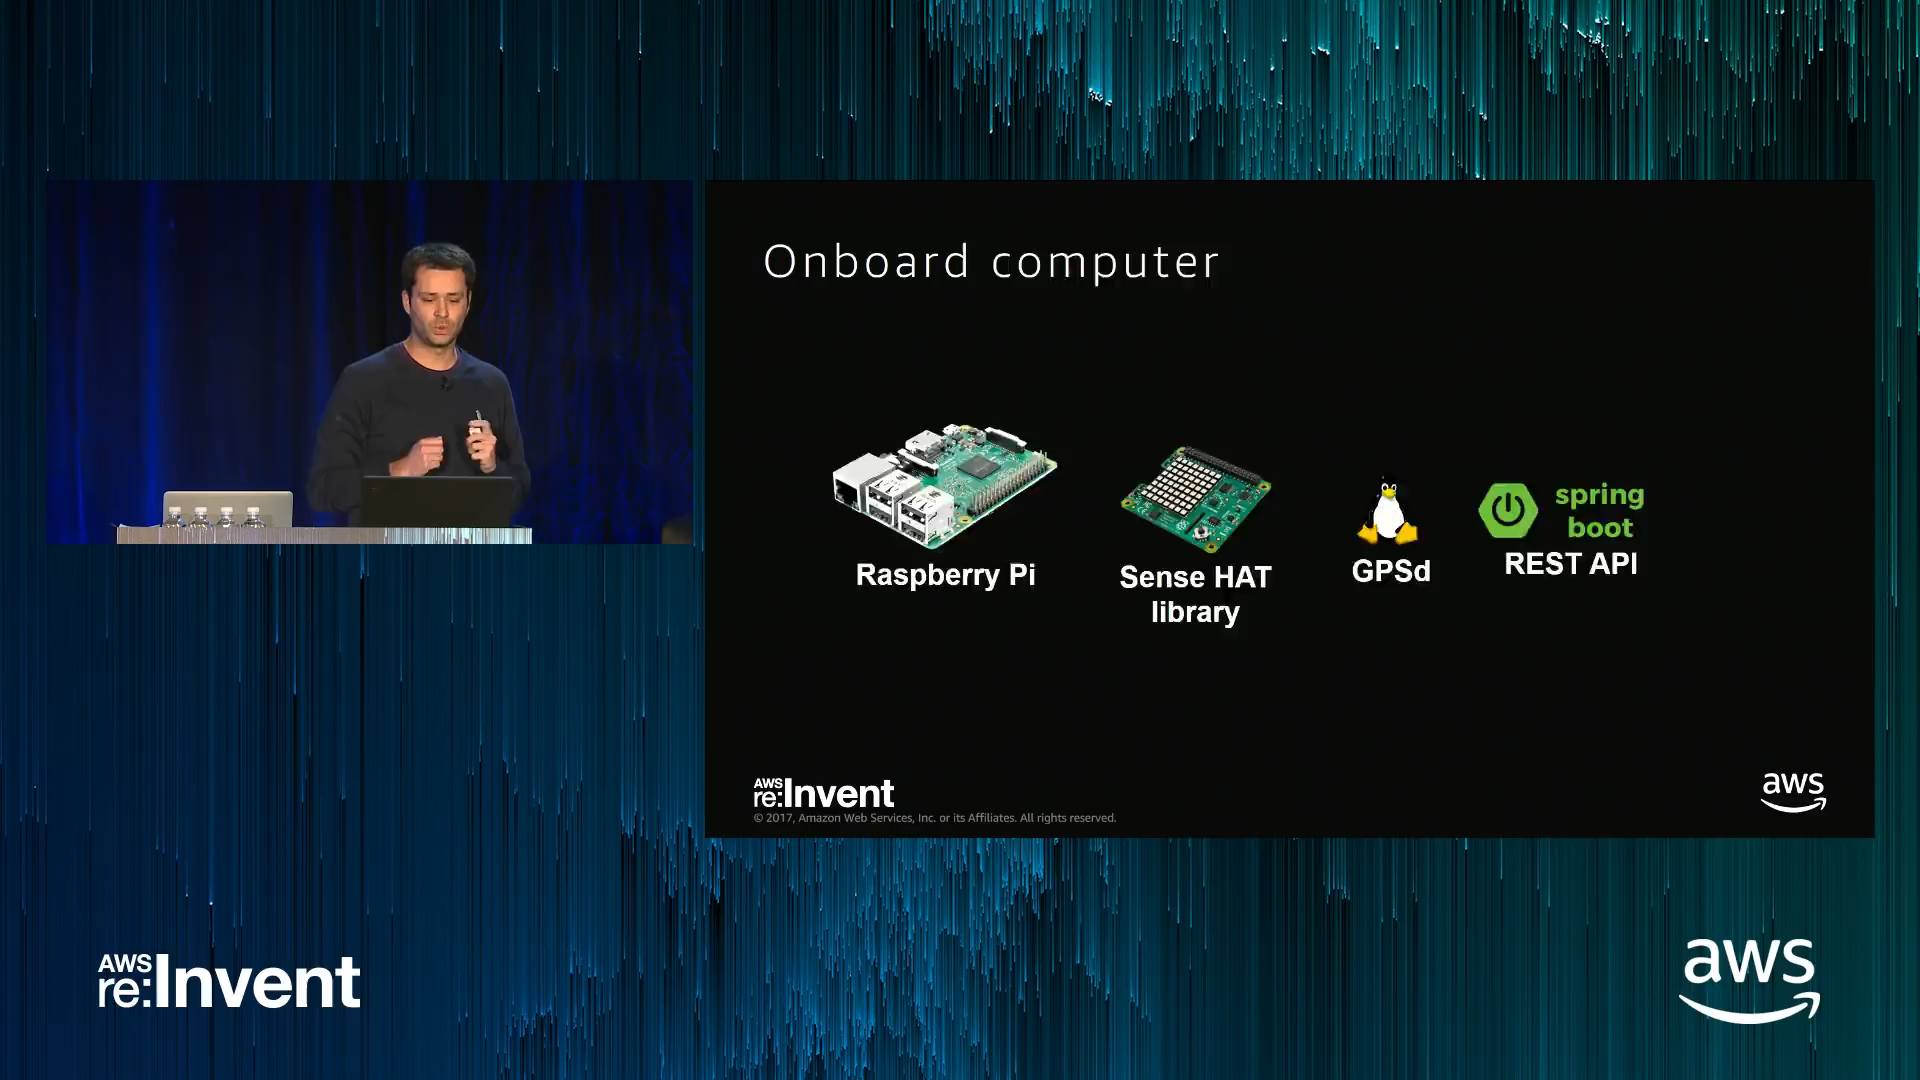 Onboard computer
Raspberry Pi
Sense HAT
library
GPSd
spring
boot
REST API
AWS
re:Invent
© 2017, Amazon Web Services, Inc. or its Affiliates. All rights reserved.
aws
AWS
re:Invent
aws